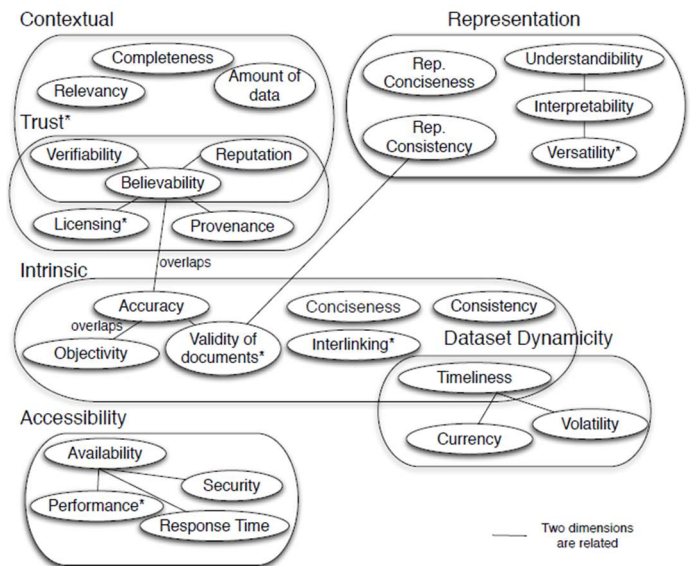 Contextual
Representation
Completeness
Relevancy
Amount of
data
Rep.
Conciseness
Understandibility
Interpretability
Rep.
Consistency
Versatility*
Trust*
Verifiability
Reputation
Believability
Licensing*
Provenance
overlaps
Intrinsic
Accuracy
Conciseness
Consistency
overlaps
Objectivity
Validity of
documents*
Interlinking*
Dataset Dynamicity
Timeliness
Volatility
Currency
Accessibility
Availability
Security
Performance*
Response Time
Two dimensions
are related